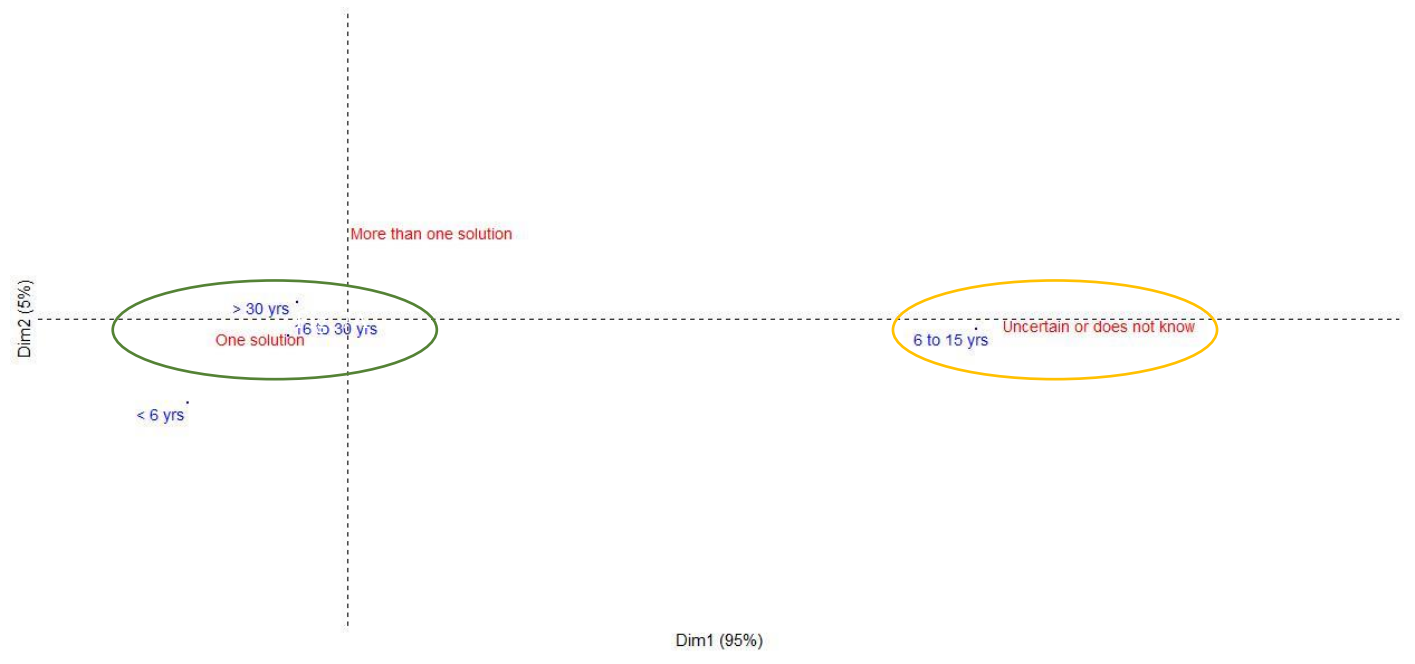 More than one solution
> 30 yrs
16 to 30 yrs
Uncertain or does not know
One solution
6 to 15 yrs
< 6 yrs
Dim2 (5%)
Dim1 (95%)